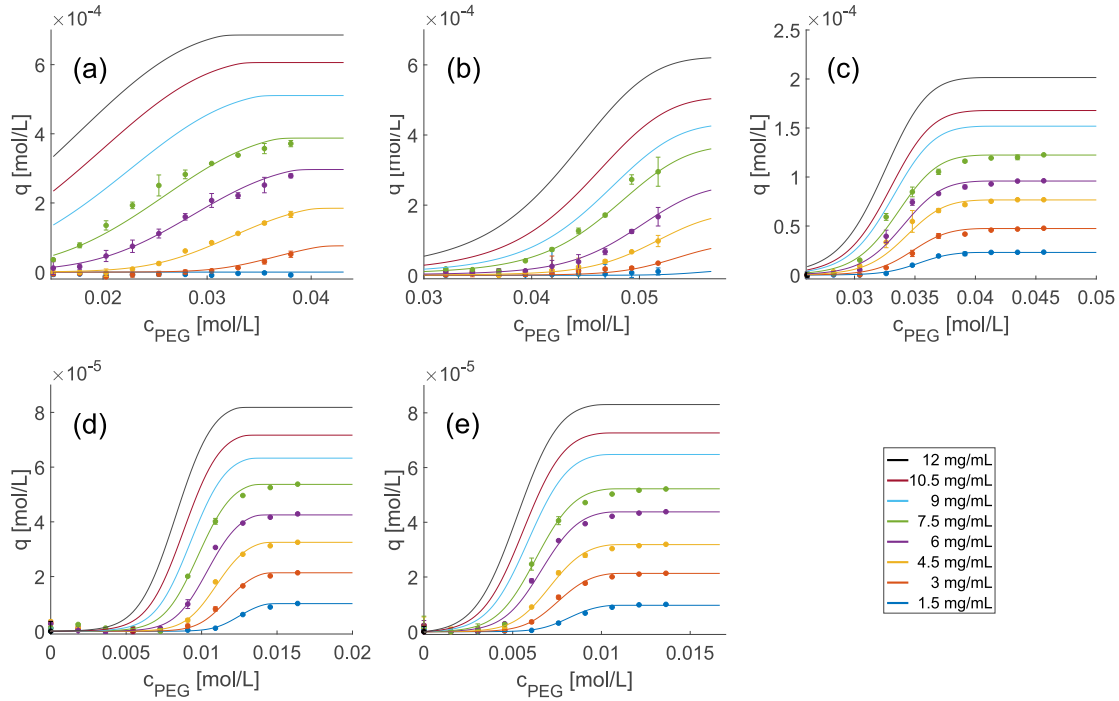 ×10⁻⁴
(a)
6
4
2
0
q [mol/L]
0.02 0.03 0.04
c_PEG [mol/L]
×10⁻⁴
(b)
6
4
2
0
q [mol/L]
0.03 0.04 0.05
c_PEG [mol/L]
×10⁻⁴
(c)
2.5
2
1.5
1
0.5
0
q [mol/L]
0.03 0.035 0.04 0.045 0.05
c_PEG [mol/L]
×10⁻⁵
(d)
8
6
4
2
0
q [mol/L]
0 0.005 0.01 0.015 0.02
c_PEG [mol/L]
×10⁻⁵
(e)
8
6
4
2
0
q [mol/L]
0 0.005 0.01 0.015
c_PEG [mol/L]
12 mg/mL
10.5 mg/mL
9 mg/mL
7.5 mg/mL
6 mg/mL
4.5 mg/mL
3 mg/mL
1.5 mg/mL